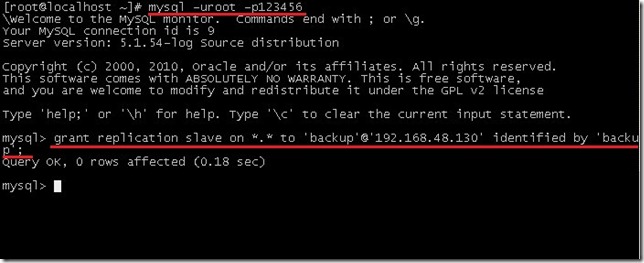 [root@localhost ~]# mysql -uroot -p123456
\Welcome to the MySQL monitor.  Commands end with ; or \g.
Your MySQL connection id is 9
Server version: 5.1.54-log Source distribution
Copyright (c) 2000, 2010, Oracle and/or its affiliates. All rights reserved.
This software comes with ABSOLUTELY NO WARRANTY. This is free software,
and you are welcome to modify and redistribute it under the GPL v2 license
Type 'help;' or '\h' for help. Type '\c' to clear the current input statement.
mysql> grant replication slave on *.* to 'backup'@'192.168.48.130' identified by 'backu
p';
Query OK, 0 rows affected (0.18 sec)
mysql>